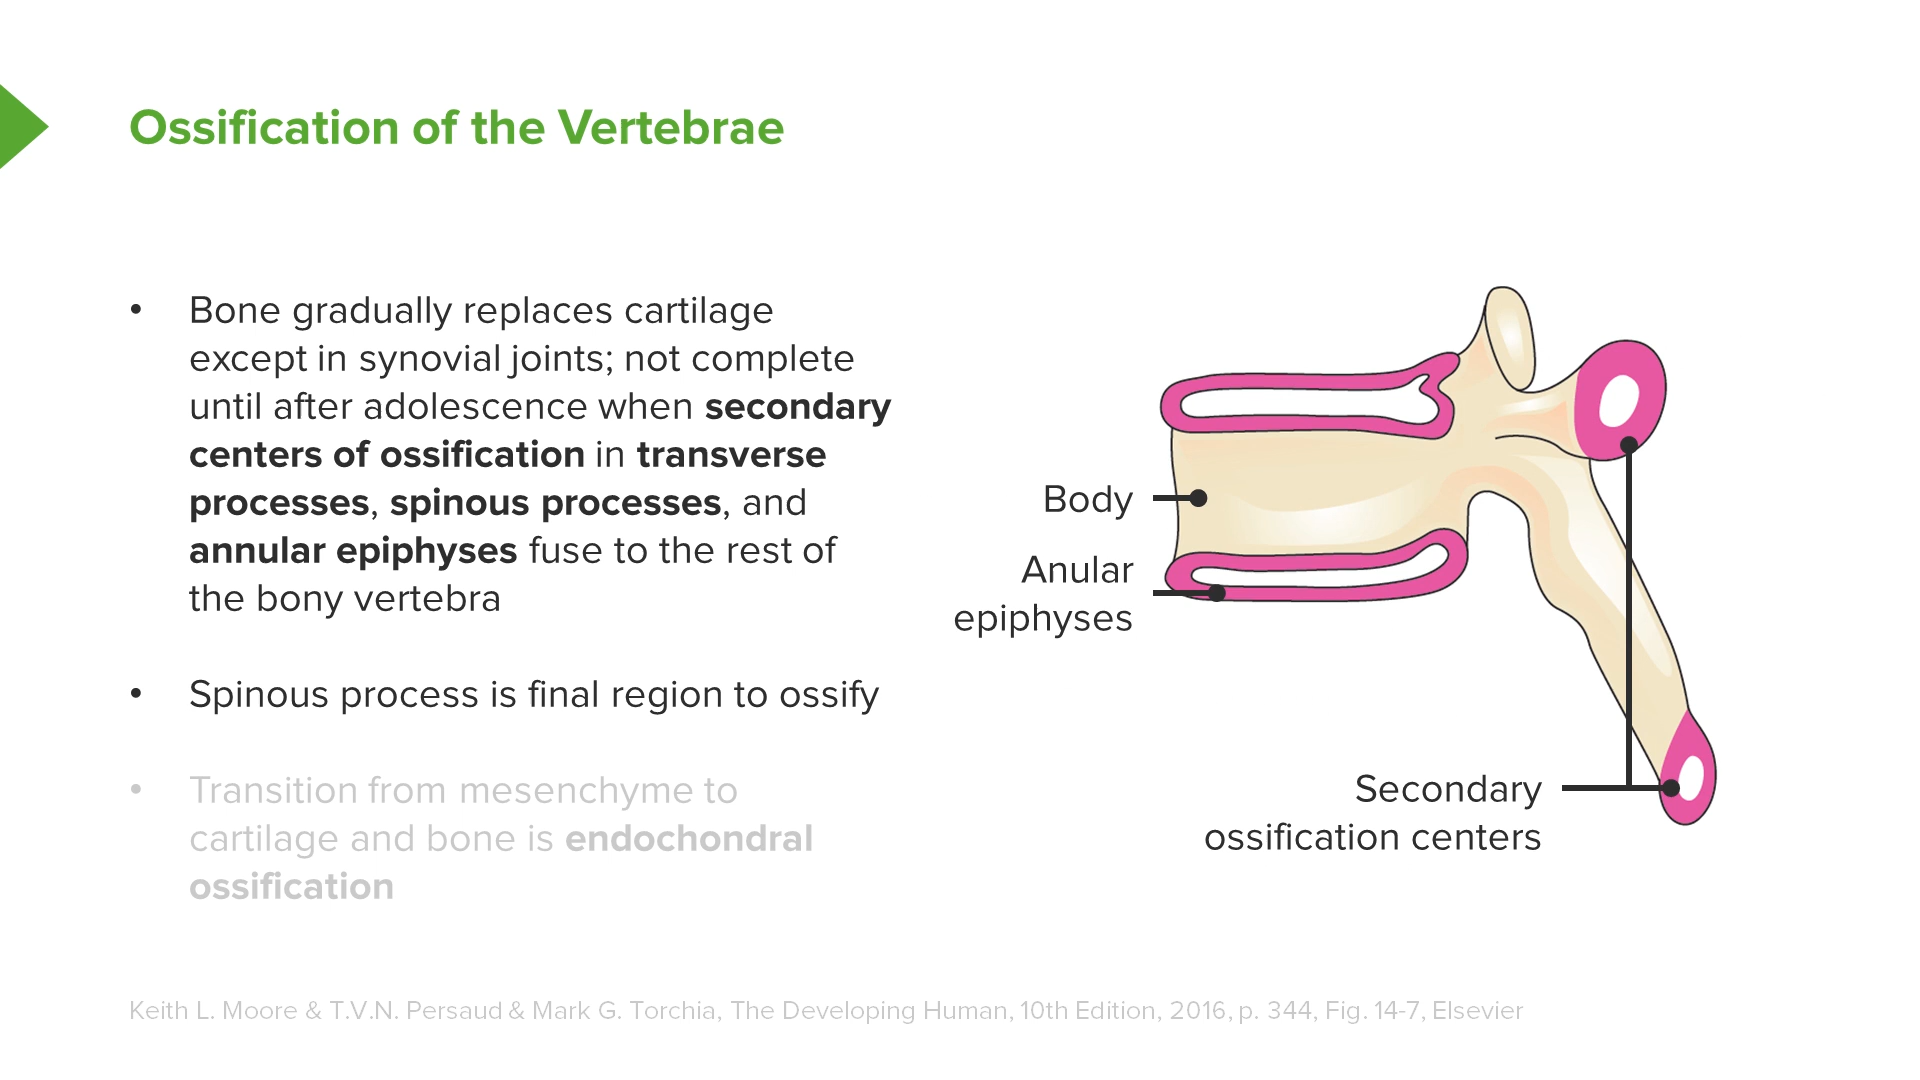 Ossification of the Vertebrae
• Bone gradually replaces cartilage
except in synovial joints; not complete
until after adolescence when secondary
centers of ossification in transverse
processes, spinous processes, and
annular epiphyses fuse to the rest of
the bony vertebra
• Spinous process is final region to ossify
• Transition from mesenchyme to
cartilage and bone is endochondral
ossification
Body
Anular
epiphyses
Secondary
ossification centers
Keith L. Moore & T.V.N. Persaud & Mark G. Torchia, The Developing Human, 10th Edition, 2016, p. 344, Fig. 14-7, Elsevier